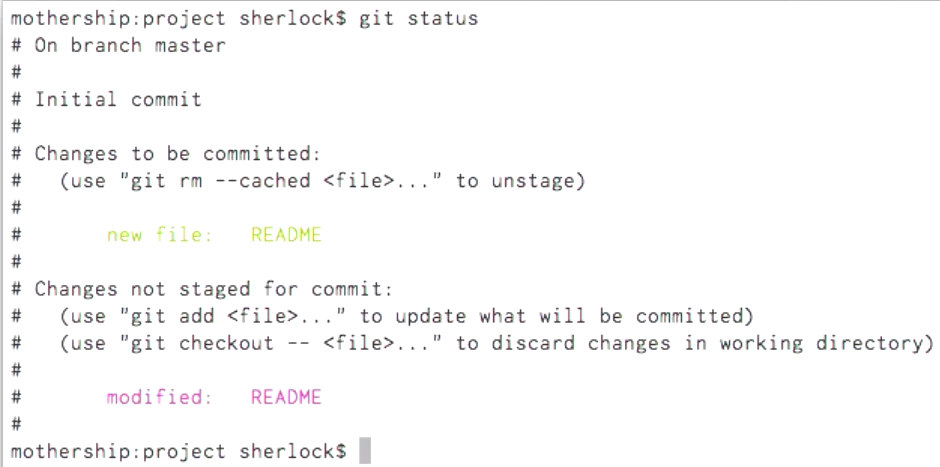 mothership:project sherlock$ git status
# On branch master
#
# Initial commit
#
# Changes to be committed:
#   (use "git rm --cached <file>..." to unstage)
#
#       new file:   README
#
# Changes not staged for commit:
#   (use "git add <file>..." to update what will be committed)
#   (use "git checkout -- <file>..." to discard changes in working directory)
#
#       modified:   README
#
mothership:project sherlock$